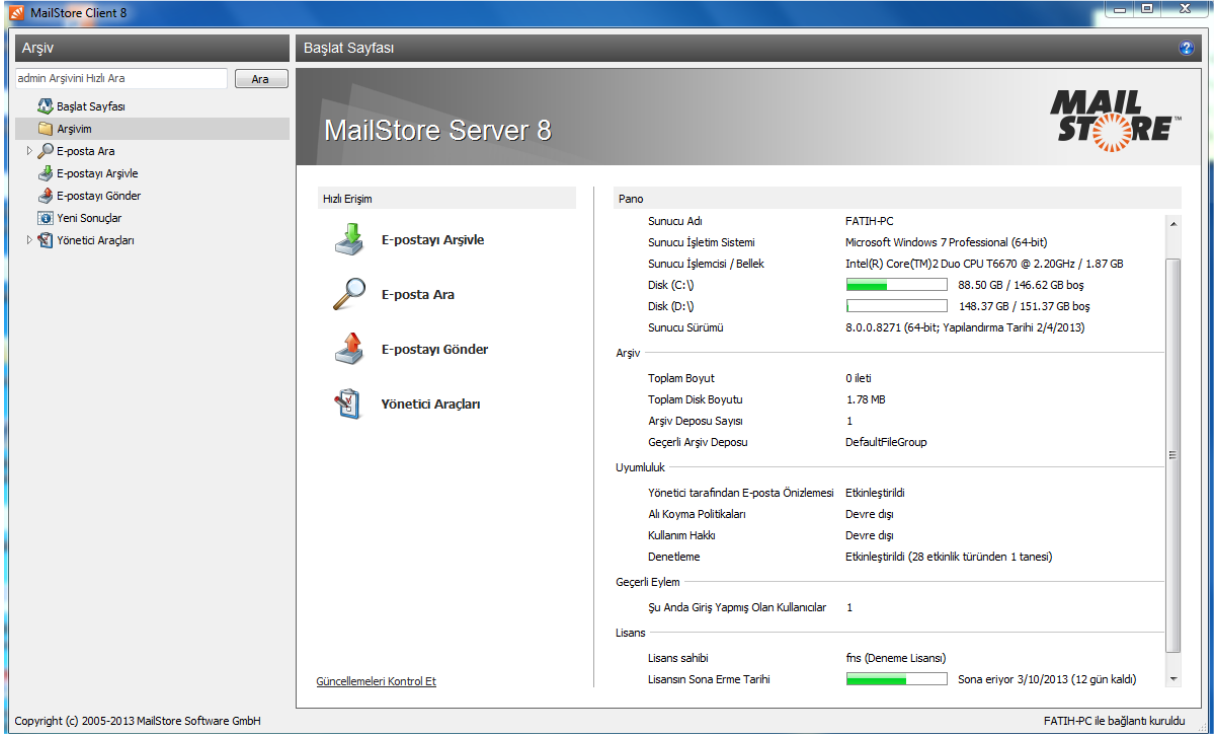 MailStore Client 8
Arşiv
Başlat Sayfası
admin Arşivini Hızlı Ara
Ara
Başlat Sayfası
Arşivim
E-posta Ara
E-postayı Arşivle
E-postayı Gönder
Yeni Sonuçlar
Yönetici Araçları
MailStore Server 8
MAIL
STORE™
Hızlı Erişim
E-postayı Arşivle
E-posta Ara
E-postayı Gönder
Yönetici Araçları
Güncellemeleri Kontrol Et
Pano
Sunucu Adı FATIH-PC
Sunucu İşletim Sistemi Microsoft Windows 7 Professional (64-bit)
Sunucu İşlemcisi / Bellek Intel(R) Core(TM)2 Duo CPU T6670 @ 2.20GHz / 1.87 GB
Disk (C:\) 88.50 GB / 146.62 GB boş
Disk (D:\) 148.37 GB / 151.37 GB boş
Sunucu Sürümü 8.0.0.8271 (64-bit; Yapılandırma Tarihi 2/4/2013)
Arşiv
Toplam Boyut 0 ileti
Toplam Disk Boyutu 1.78 MB
Arşiv Deposu Sayısı 1
Geçerli Arşiv Deposu DefaultFileGroup
Uyumluluk
Yönetici tarafından E-posta Önizlemesi Etkinleştirildi
Alı Koyma Politikaları Devre dışı
Kullanım Hakkı Devre dışı
Denetleme Etkinleştirildi (28 etkinlik türünden 1 tanesi)
Geçerli Eylem
Şu Anda Giriş Yapmış Olan Kullanıcılar 1
Lisans
Lisans sahibi fns (Deneme Lisansı)
Lisansın Sona Erme Tarihi Sona eriyor 3/10/2013 (12 gün kaldı)
Copyright (c) 2005-2013 MailStore Software GmbH
FATIH-PC ile bağlantı kuruldu